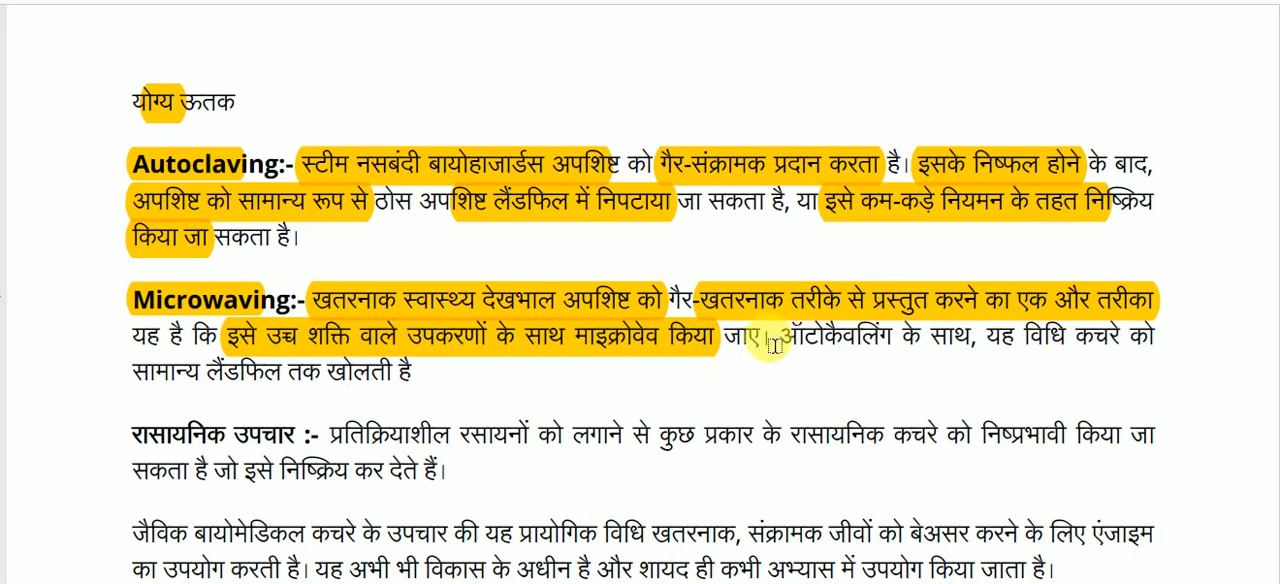 योग्य ऊतक
Autoclaving:- स्टीम नसबंदी बायोहाजार्डस अपशिष्ट को गैर-संक्रामक प्रदान करता है। इसके निष्फल होने के बाद,
अपशिष्ट को सामान्य रूप से ठोस अपशिष्ट लैंडफिल में निपटाया जा सकता है, या इसे कम-कड़े नियमन के तहत निष्क्रिय
किया जा सकता है।
Microwaving:- खतरनाक स्वास्थ्य देखभाल अपशिष्ट को गैर-खतरनाक तरीके से प्रस्तुत करने का एक और तरीका
यह है कि इसे उच्च शक्ति वाले उपकरणों के साथ माइक्रोवेव किया जाए। ऑटोकैवलिंग के साथ, यह विधि कचरे को
सामान्य लैंडफिल तक खोलती है
रासायनिक उपचार :- प्रतिक्रियाशील रसायनों को लगाने से कुछ प्रकार के रासायनिक कचरे को निष्प्रभावी किया जा
सकता है जो इसे निष्क्रिय कर देते हैं।
जैविक बायोमेडिकल कचरे के उपचार की यह प्रायोगिक विधि खतरनाक, संक्रामक जीवों को बेअसर करने के लिए एंजाइम
का उपयोग करती है। यह अभी भी विकास के अधीन है और शायद ही कभी अभ्यास में उपयोग किया जाता है।